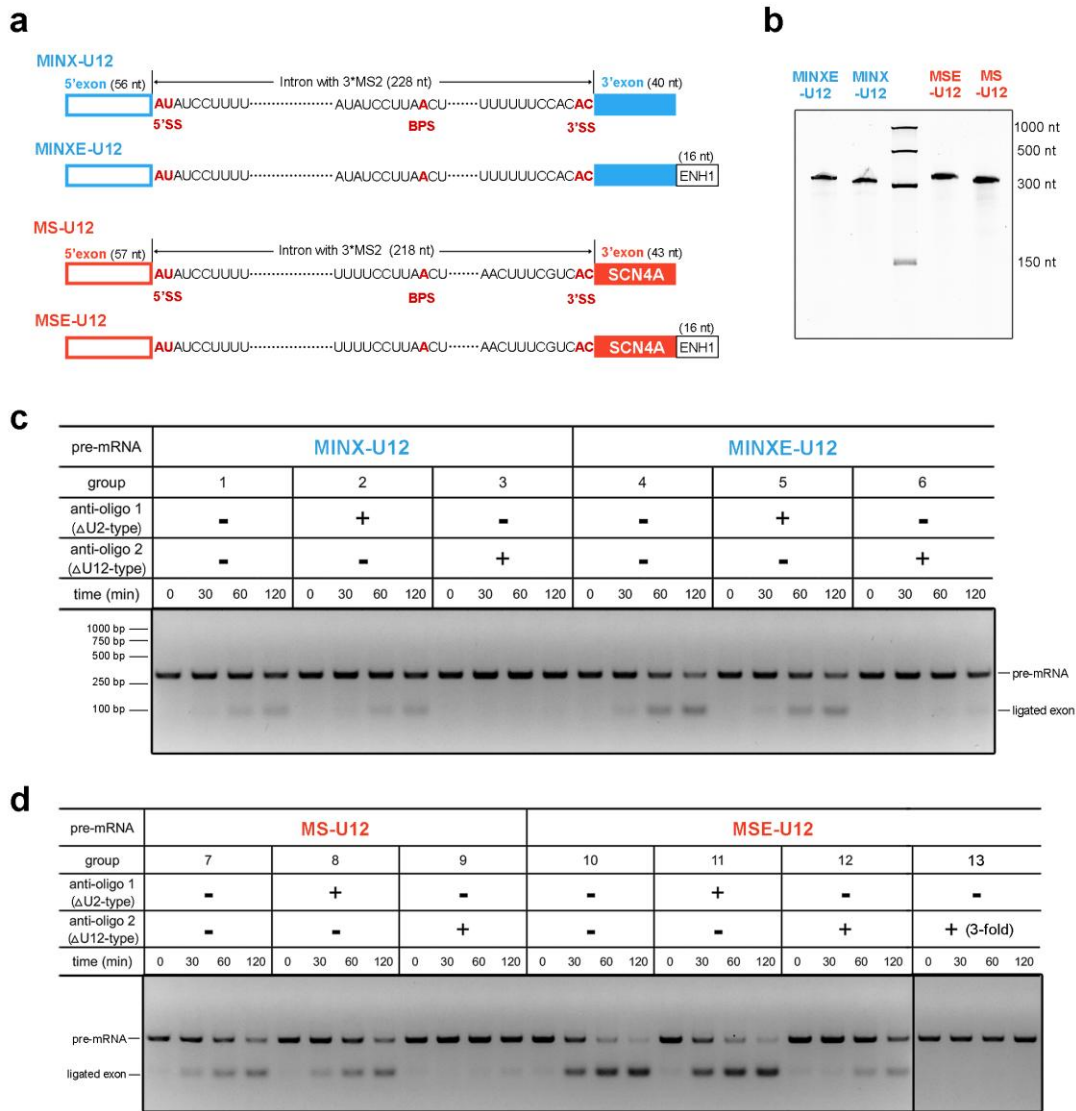 a
MINX-U12
5'exon (56 nt) Intron with 3*MS2 (228 nt) 3'exon (40 nt)
AUAUCCUUUU AUAUCCUUAACU UUUUUUCCACAC
5'SS BPS 3'SS
MINXE-U12
(16 nt)
AUAUCCUUUU AUAUCCUUAACU UUUUUUCCACAC ENH1
MS-U12
5'exon (57 nt) Intron with 3*MS2 (218 nt) 3'exon (43 nt)
AUAUCCUUUU UUUUCCUUAACU AACUUUCGUCAC SCN4A
5'SS BPS 3'SS
MSE-U12
(16 nt)
AUAUCCUUUU UUUUCCUUAACU AACUUUCGUCAC SCN4A ENH1
b
MINXE MINX MSE MS
-U12 -U12 -U12 -U12
1000 nt
500 nt
300 nt
150 nt
c
pre-mRNA MINX-U12 MINXE-U12
group 1 2 3 4 5 6
anti-oligo 1 - + - - + -
(△U2-type)
anti-oligo 2 - - + - - +
(△U12-type)
time (min) 0 30 60 120 0 30 60 120 0 30 60 120 0 30 60 120 0 30 60 120 0 30 60 120
1000 bp
750 bp
500 bp
250 bp pre-mRNA
100 bp ligated exon
d
pre-mRNA MS-U12 MSE-U12
group 7 8 9 10 11 12 13
anti-oligo 1 - + - - + - -
(△U2-type)
anti-oligo 2 - - + - - + + (3-fold)
(△U12-type)
time (min) 0 30 60 120 0 30 60 120 0 30 60 120 0 30 60 120 0 30 60 120 0 30 60 120 0 30 60 120
pre-mRNA
ligated exon